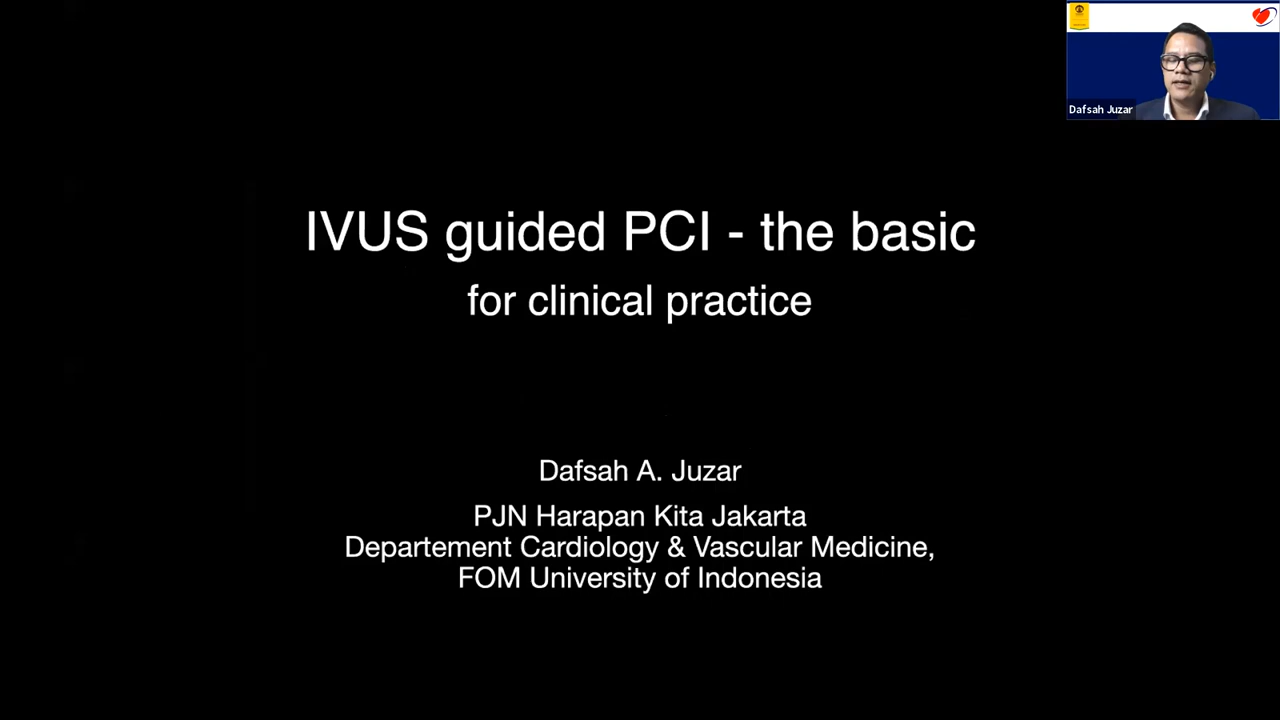 Dafsah Juzar
IVUS guided PCI - the basic
for clinical practice
Dafsah A. Juzar
PJN Harapan Kita Jakarta
Departement Cardiology & Vascular Medicine,
FOM University of Indonesia